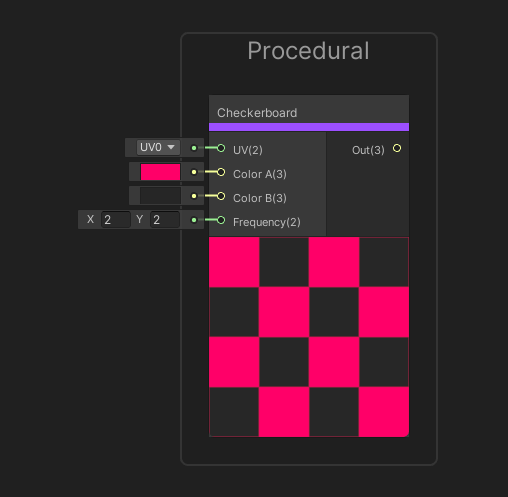 Procedural
Checkerboard
UV0 UV(2) Out(3)
Color A(3)
Color B(3)
X 2 Y 2 Frequency(2)